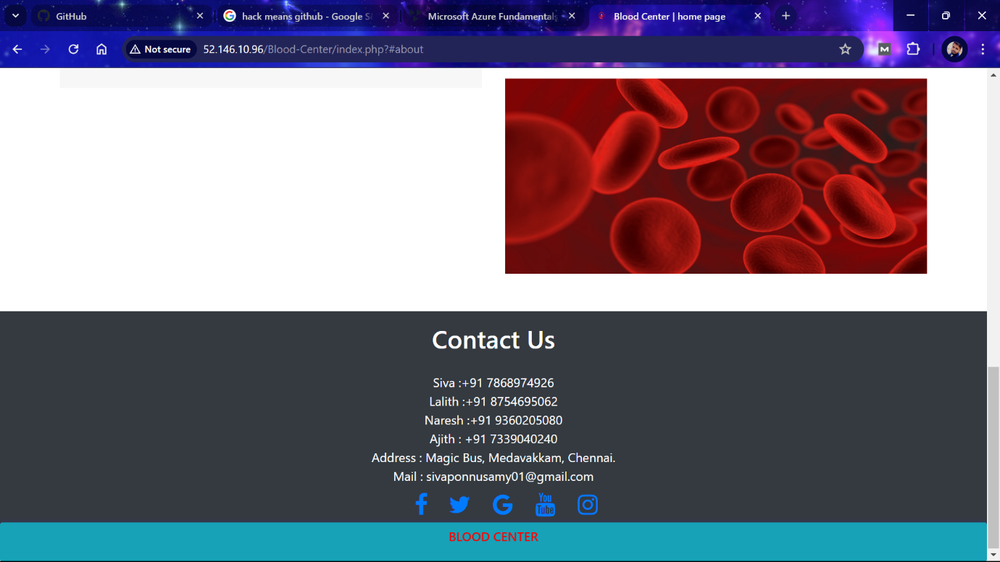 GitHub
hack means github - Google S
Microsoft Azure Fundamentals
Blood Center | home page
Not secure
52.146.10.96/Blood-Center/index.php?#about
Contact Us
Siva :+91 7868974926
Lalith :+91 8754695062
Naresh :+91 9360205080
Ajith : +91 7339040240
Address : Magic Bus, Medavakkam, Chennai.
Mail : sivaponnusamy01@gmail.com
You
Tube
BLOOD CENTER